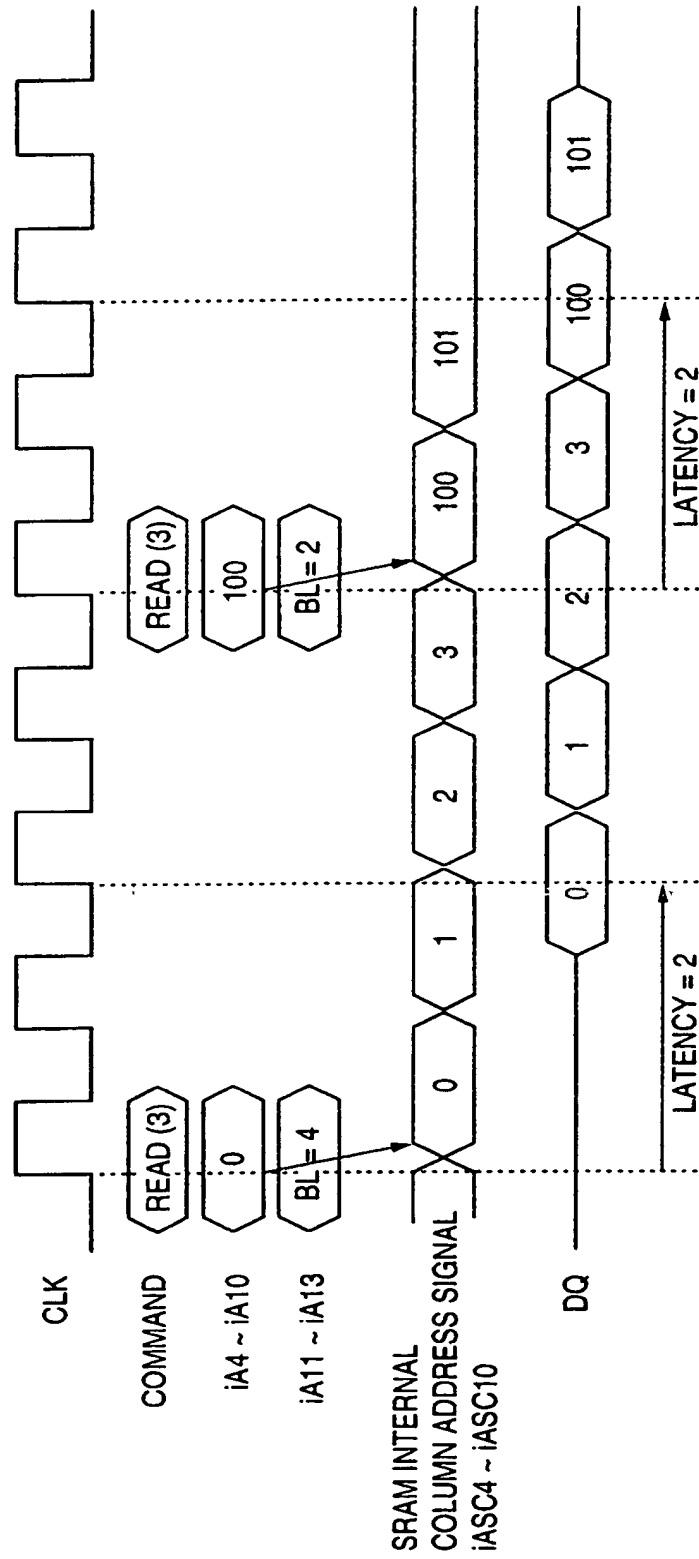 CLK
COMMAND
READ (3)
READ (3)
iA4 ~ iA10
0
100
iA11 ~ iA13
BL = 4
BL = 2
SRAM INTERNAL
COLUMN ADDRESS SIGNAL
iASC4 ~ iASC10
0
1
2
3
100
101
DQ
0
1
2
3
100
101
LATENCY = 2
LATENCY = 2